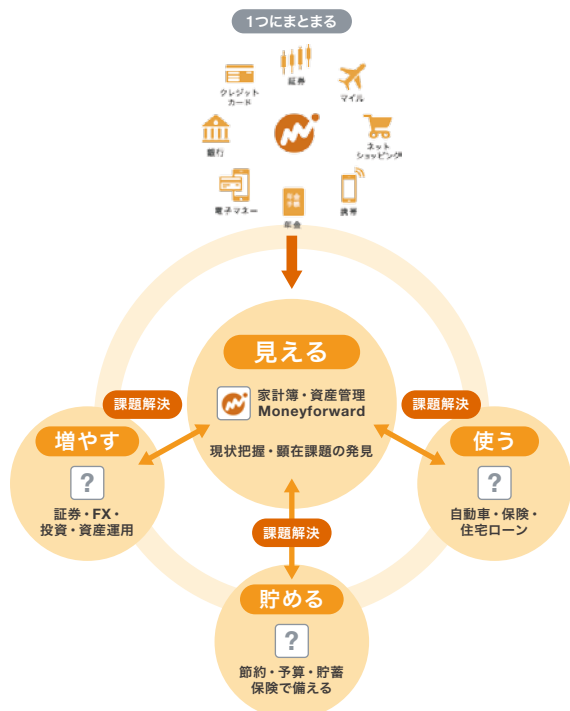 1つにまとまる
証券
クレジット
カード
マイル
銀行
ネット
ショッピング
電子マネー
年金
手帳
携帯
年金
見える
家計簿・資産管理
Moneyforward
現状把握・顕在課題の発見
課題解決
課題解決
増やす
?
証券・FX・
投資・資産運用
使う
?
自動車・保険・
住宅ローン
課題解決
貯める
?
節約・予算・貯蓄
保険で備える